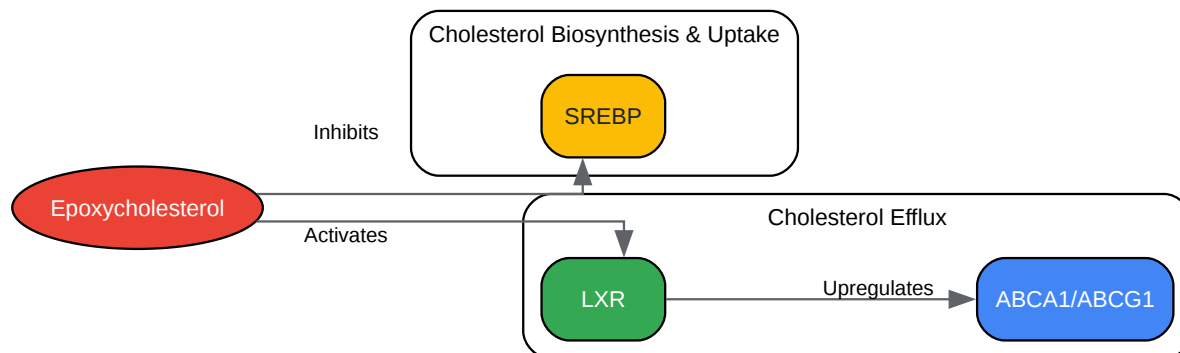 Cholesterol Biosynthesis & Uptake
SREBP
Inhibits
Epoxycholesterol
Activates
Cholesterol Efflux
LXR
Upregulates
ABCA1/ABCG1